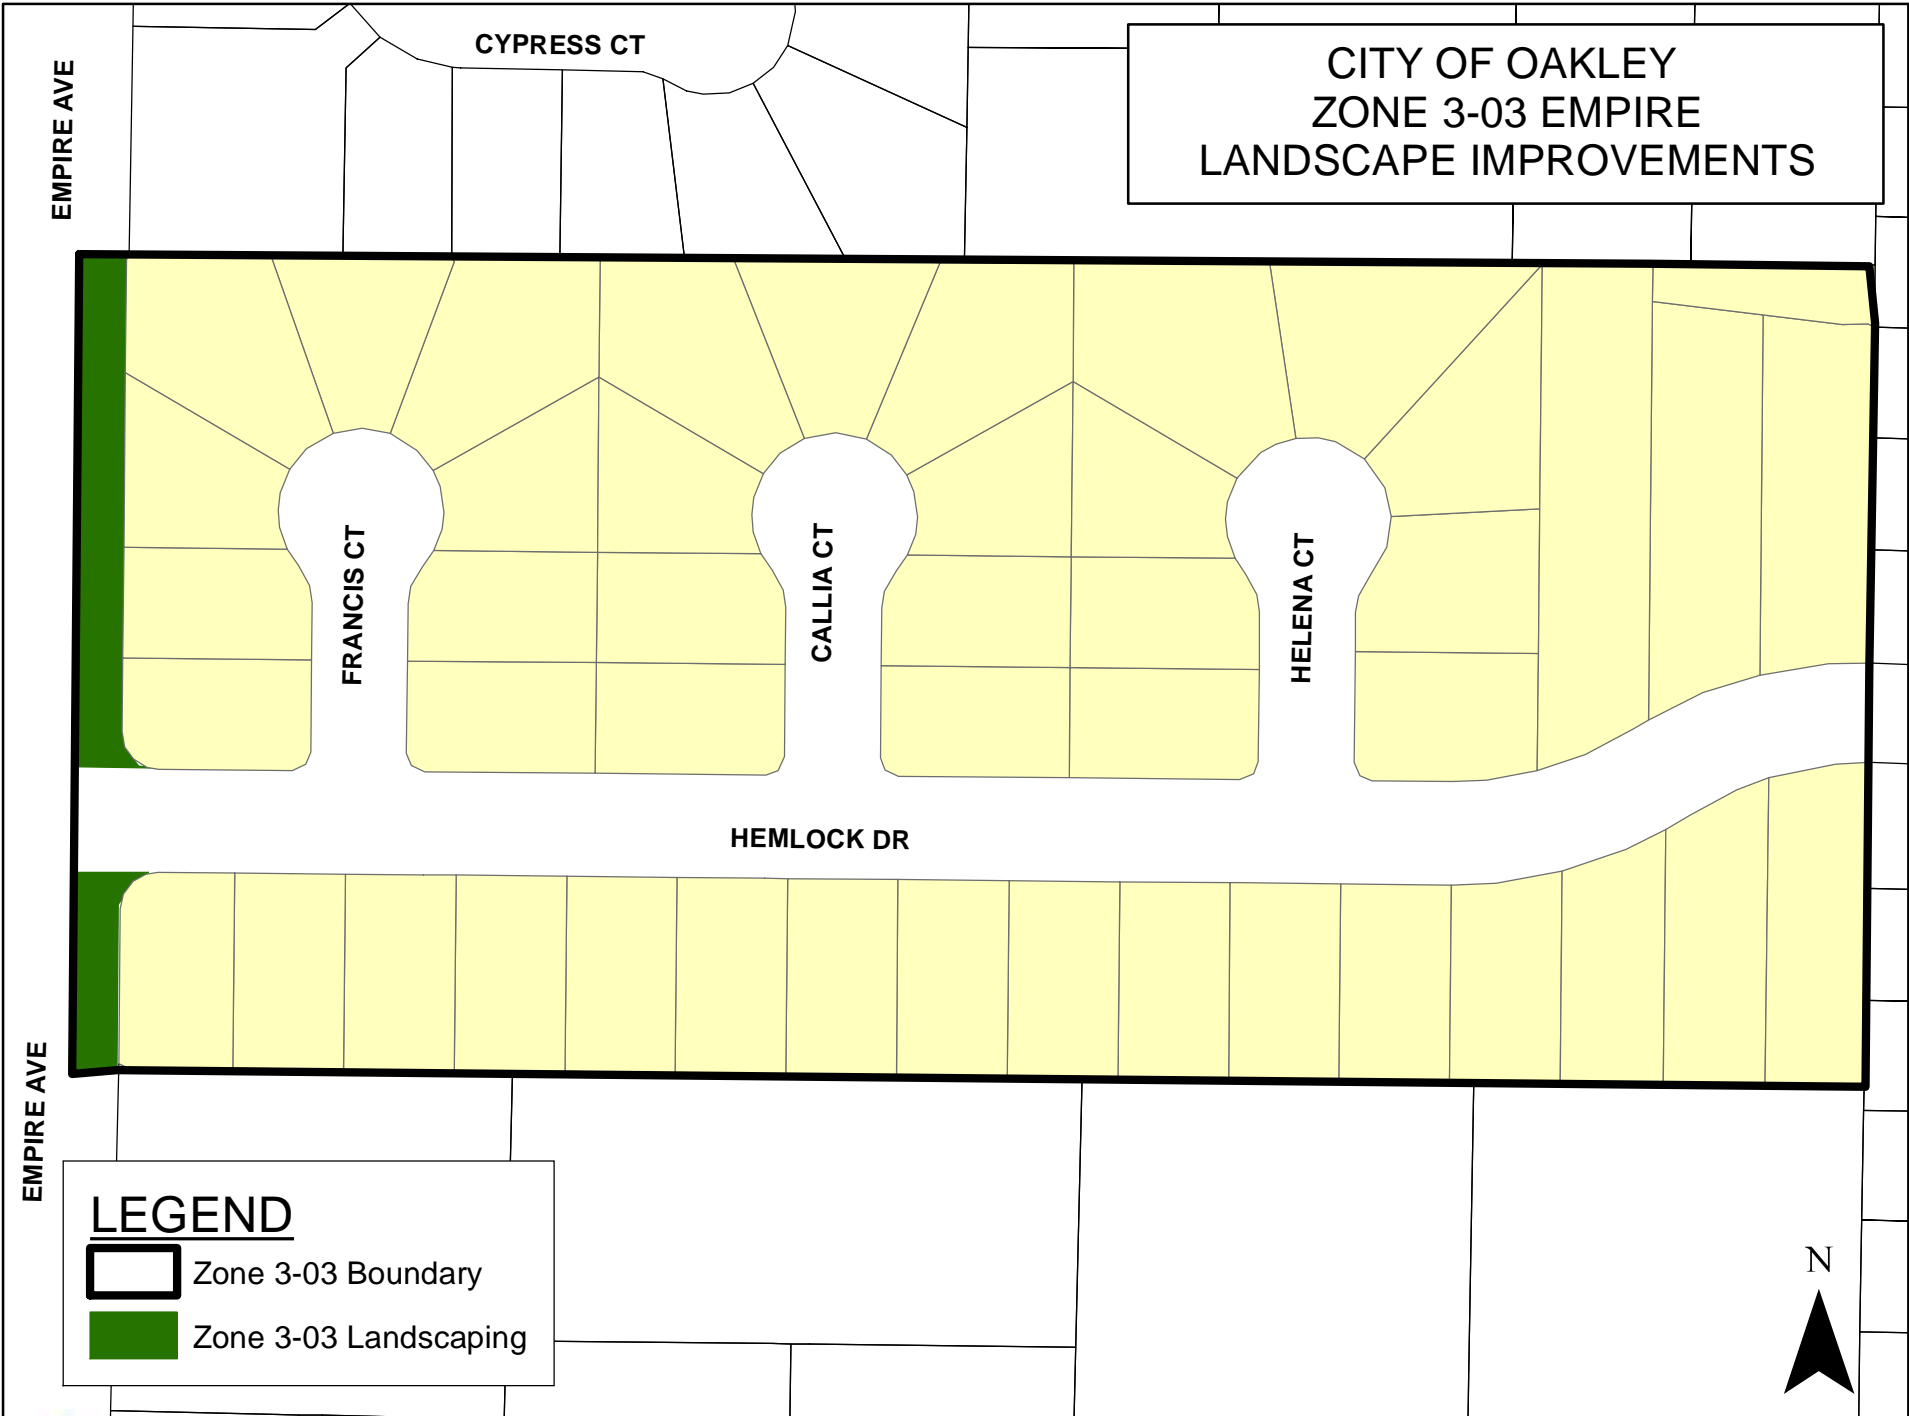 CYPRESS CT
EMPIRE AVE
CITY OF OAKLEY
ZONE 3-03 EMPIRE
LANDSCAPE IMPROVEMENTS
FRANCIS CT
CALLIA CT
HELENA CT
HEMLOCK DR
EMPIRE AVE
LEGEND
Zone 3-03 Boundary
Zone 3-03 Landscaping
N